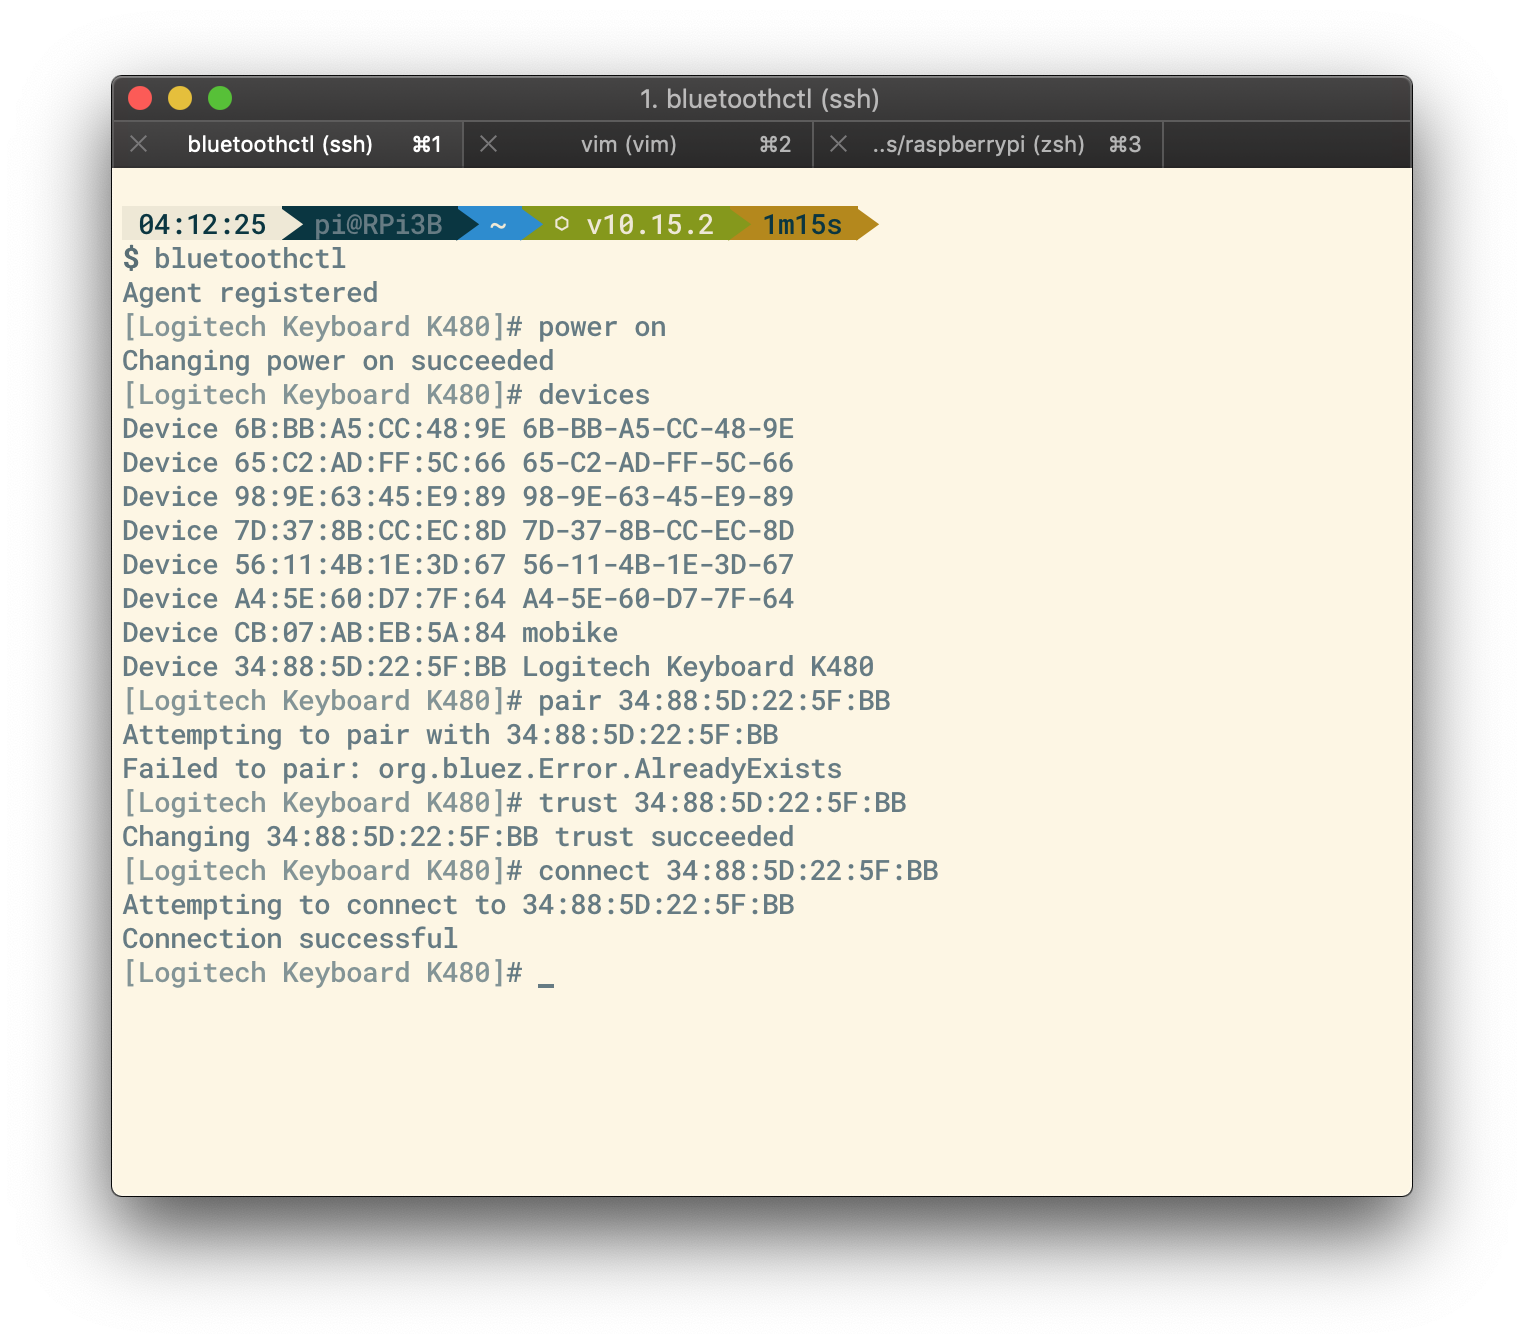 1. bluetoothctl (ssh)
bluetoothctl (ssh) ⌘1 vim (vim) ⌘2 ..s/raspberrypi (zsh) ⌘3
04:12:25 pi@RPi3B ~ ⬡ v10.15.2 1m15s
$ bluetoothctl
Agent registered
[Logitech Keyboard K480]# power on
Changing power on succeeded
[Logitech Keyboard K480]# devices
Device 6B:BB:A5:CC:48:9E 6B-BB-A5-CC-48-9E
Device 65:C2:AD:FF:5C:66 65-C2-AD-FF-5C-66
Device 98:9E:63:45:E9:89 98-9E-63-45-E9-89
Device 7D:37:8B:CC:EC:8D 7D-37-8B-CC-EC-8D
Device 56:11:4B:1E:3D:67 56-11-4B-1E-3D-67
Device A4:5E:60:D7:7F:64 A4-5E-60-D7-7F-64
Device CB:07:AB:EB:5A:84 mobike
Device 34:88:5D:22:5F:BB Logitech Keyboard K480
[Logitech Keyboard K480]# pair 34:88:5D:22:5F:BB
Attempting to pair with 34:88:5D:22:5F:BB
Failed to pair: org.bluez.Error.AlreadyExists
[Logitech Keyboard K480]# trust 34:88:5D:22:5F:BB
Changing 34:88:5D:22:5F:BB trust succeeded
[Logitech Keyboard K480]# connect 34:88:5D:22:5F:BB
Attempting to connect to 34:88:5D:22:5F:BB
Connection successful
[Logitech Keyboard K480]# _